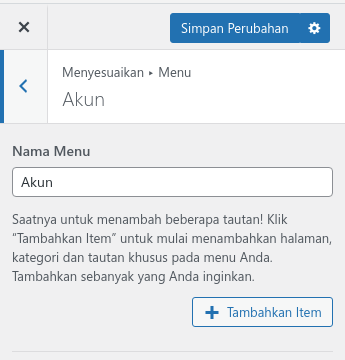 Simpan Perubahan
Menyesuaikan ▸ Menu
Akun
Nama Menu
Akun
Saatnya untuk menambah beberapa tautan! Klik
“Tambahkan Item” untuk mulai menambahkan halaman,
kategori dan tautan khusus pada menu Anda.
Tambahkan sebanyak yang Anda inginkan.
Tambahkan Item